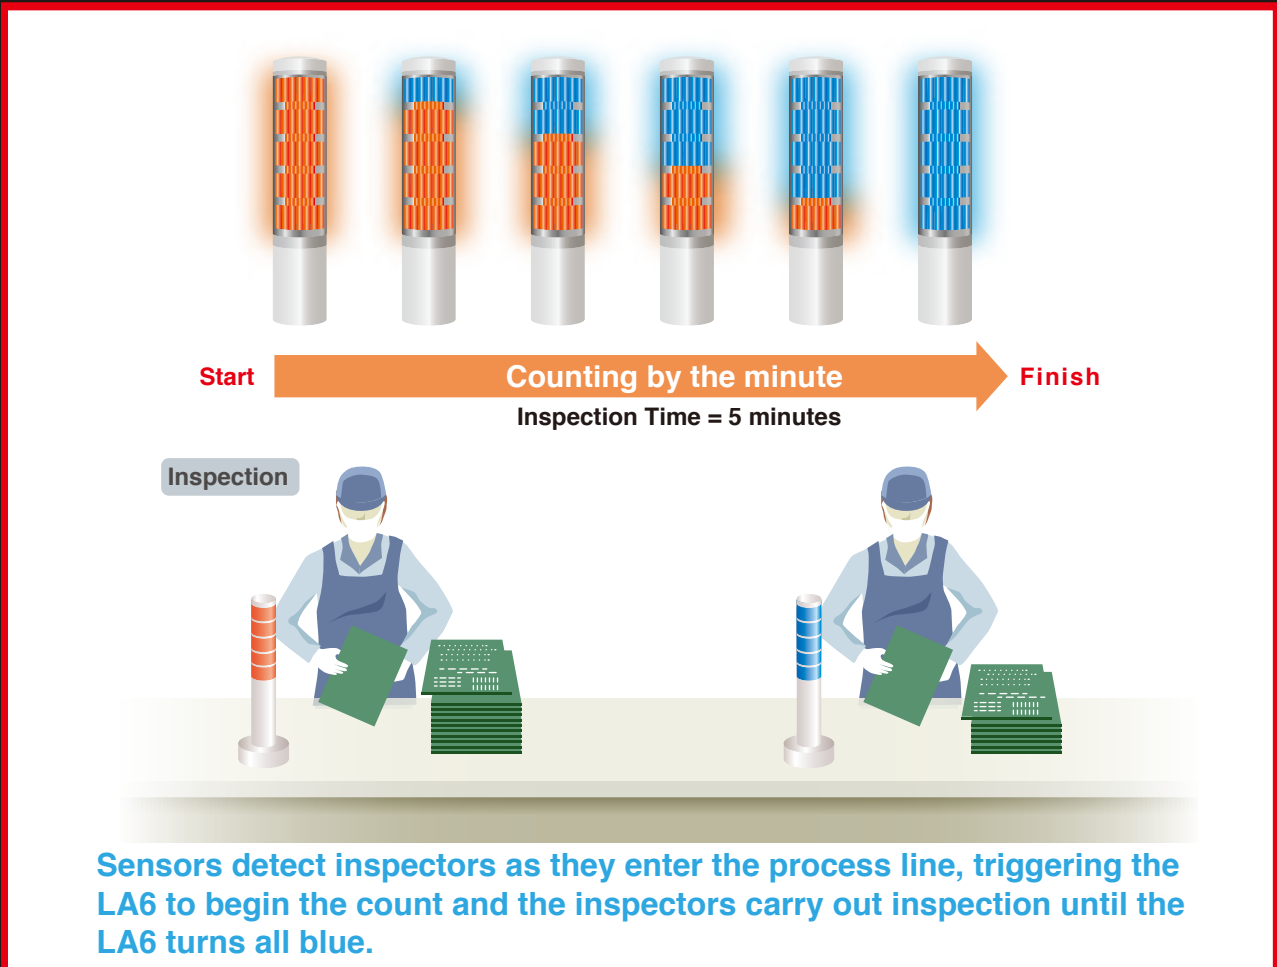 Start
Counting by the minute
Finish
Inspection Time = 5 minutes
Inspection
Sensors detect inspectors as they enter the process line, triggering the
LA6 to begin the count and the inspectors carry out inspection until the
LA6 turns all blue.